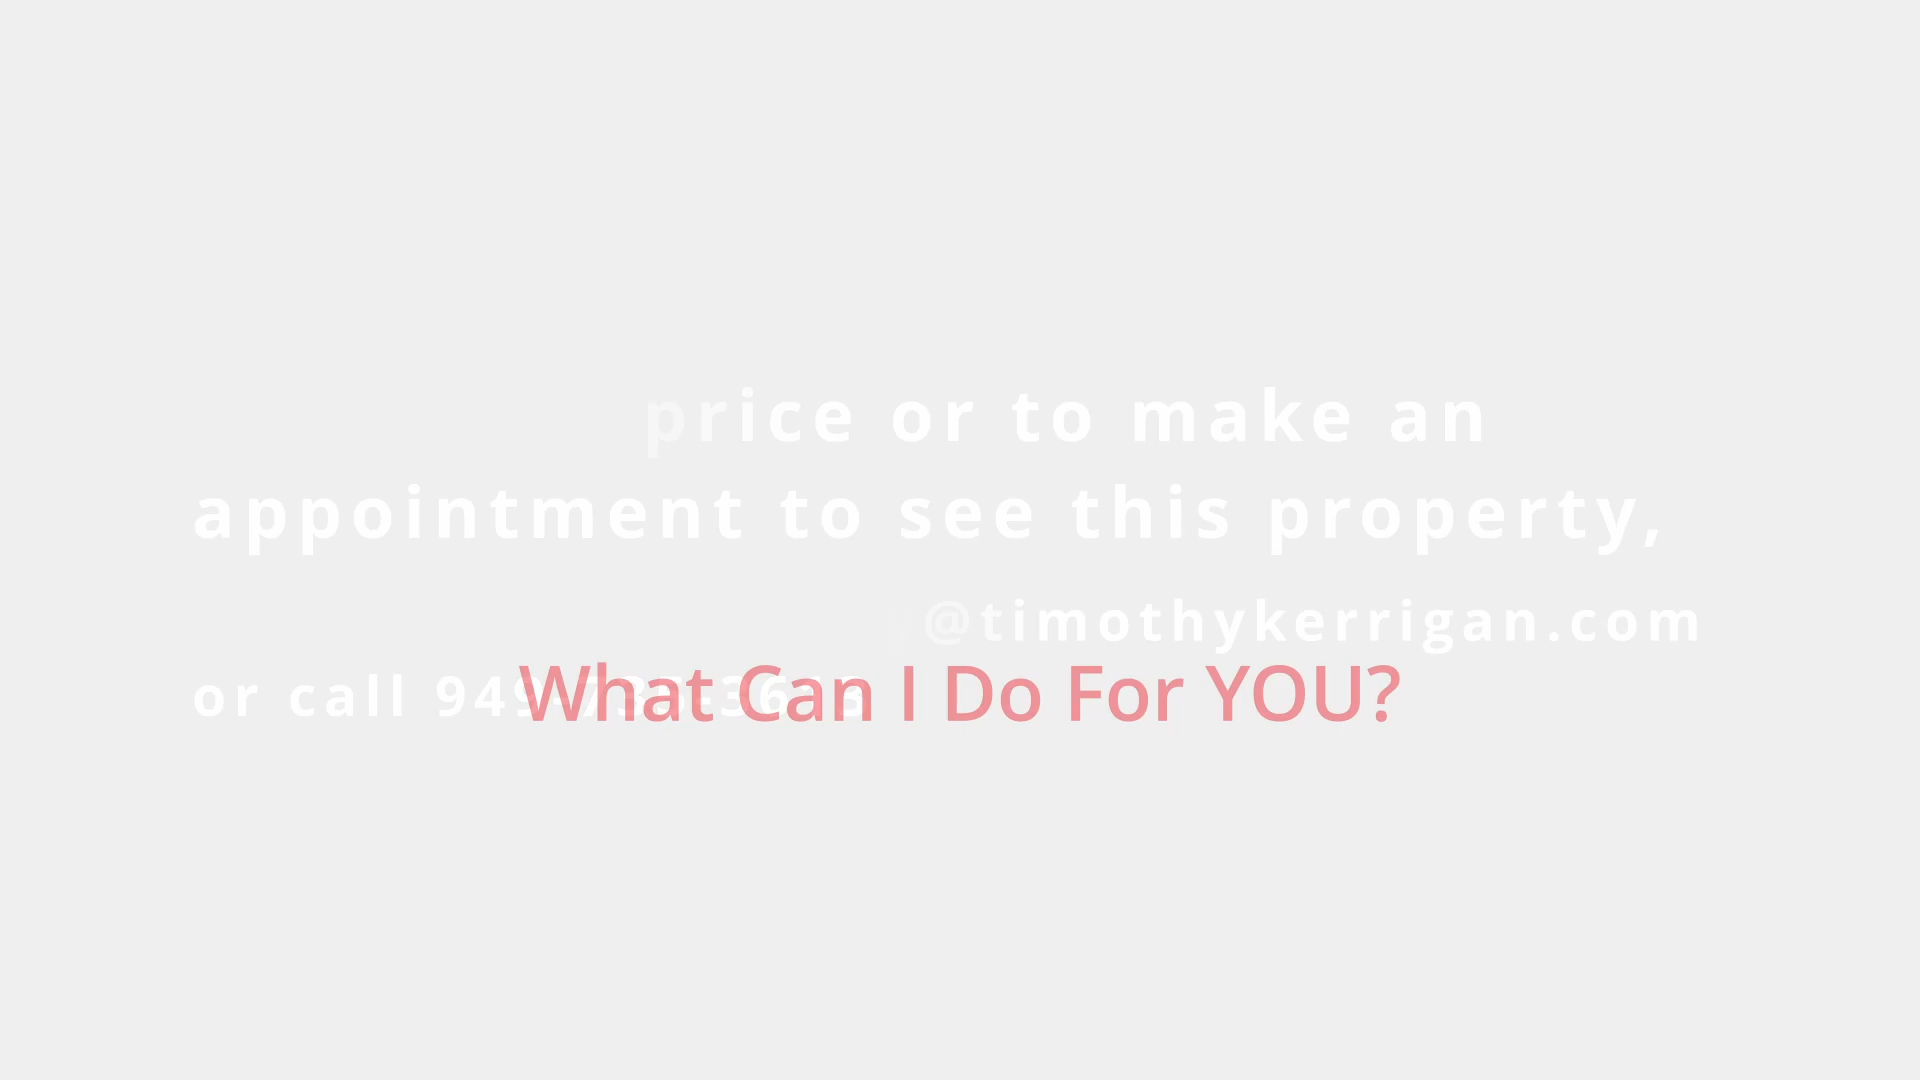 price or to make an
appointment to see this property,
@timothykerrigan.com
or call
What Can I Do For YOU?